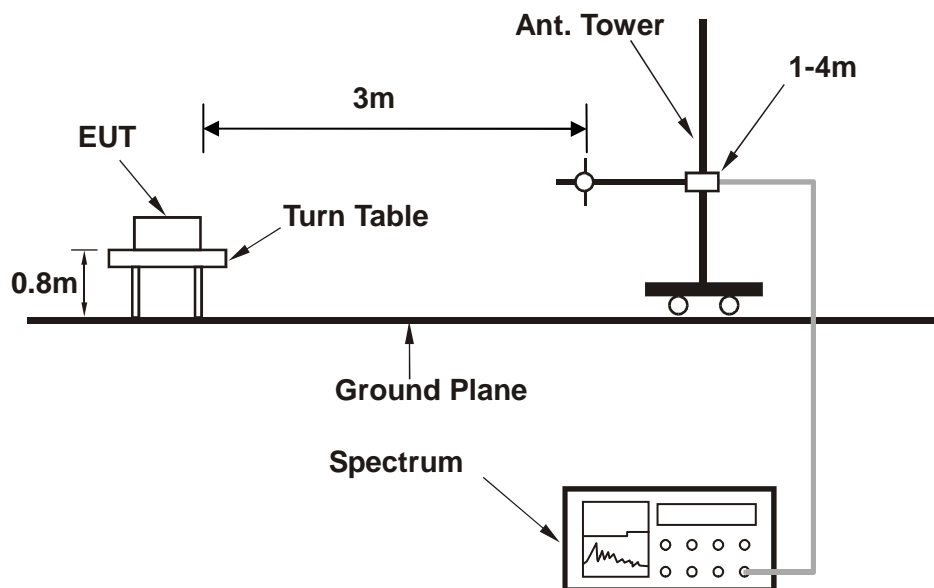 Ant. Tower
1-4m
3m
EUT
Turn Table
0.8m
Ground Plane
Spectrum